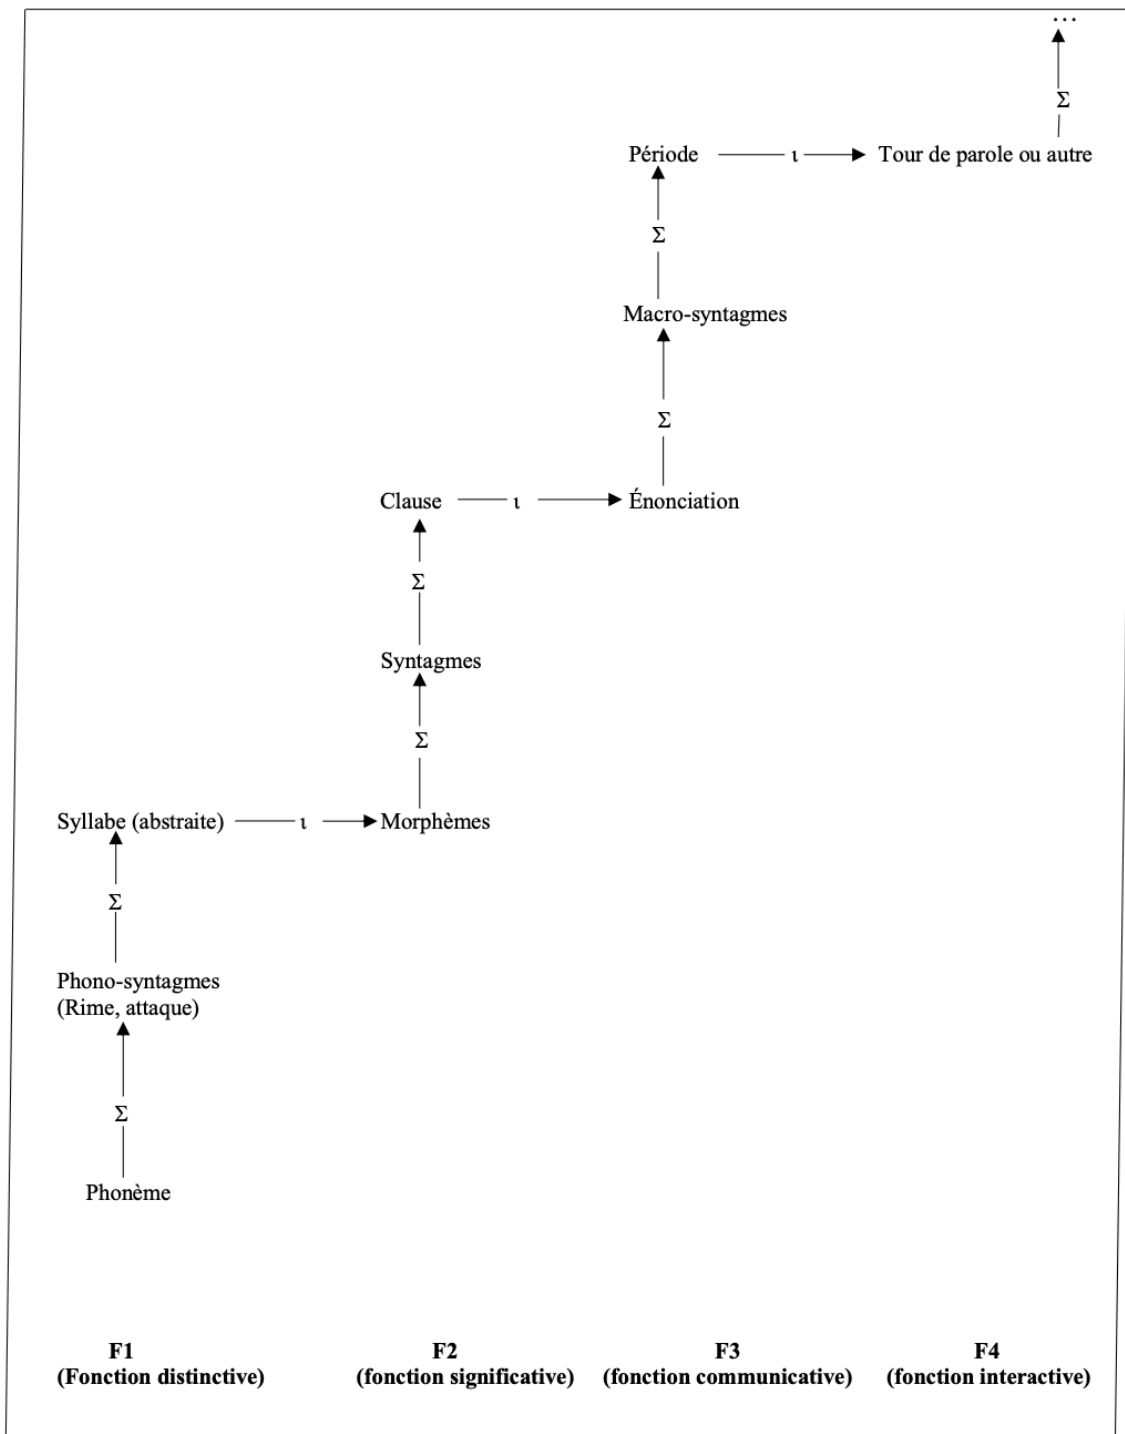 …
Σ
Période ι Tour de parole ou autre
Σ
Macro-syntagmes
Σ
Clause ι Énonciation
Σ
Syntagmes
Σ
Syllabe (abstraite) ι Morphèmes
Σ
Phono-syntagmes
(Rime, attaque)
Σ
Phonème
F1 F2 F3 F4
(Fonction distinctive) (fonction significative) (fonction communicative) (fonction interactive)